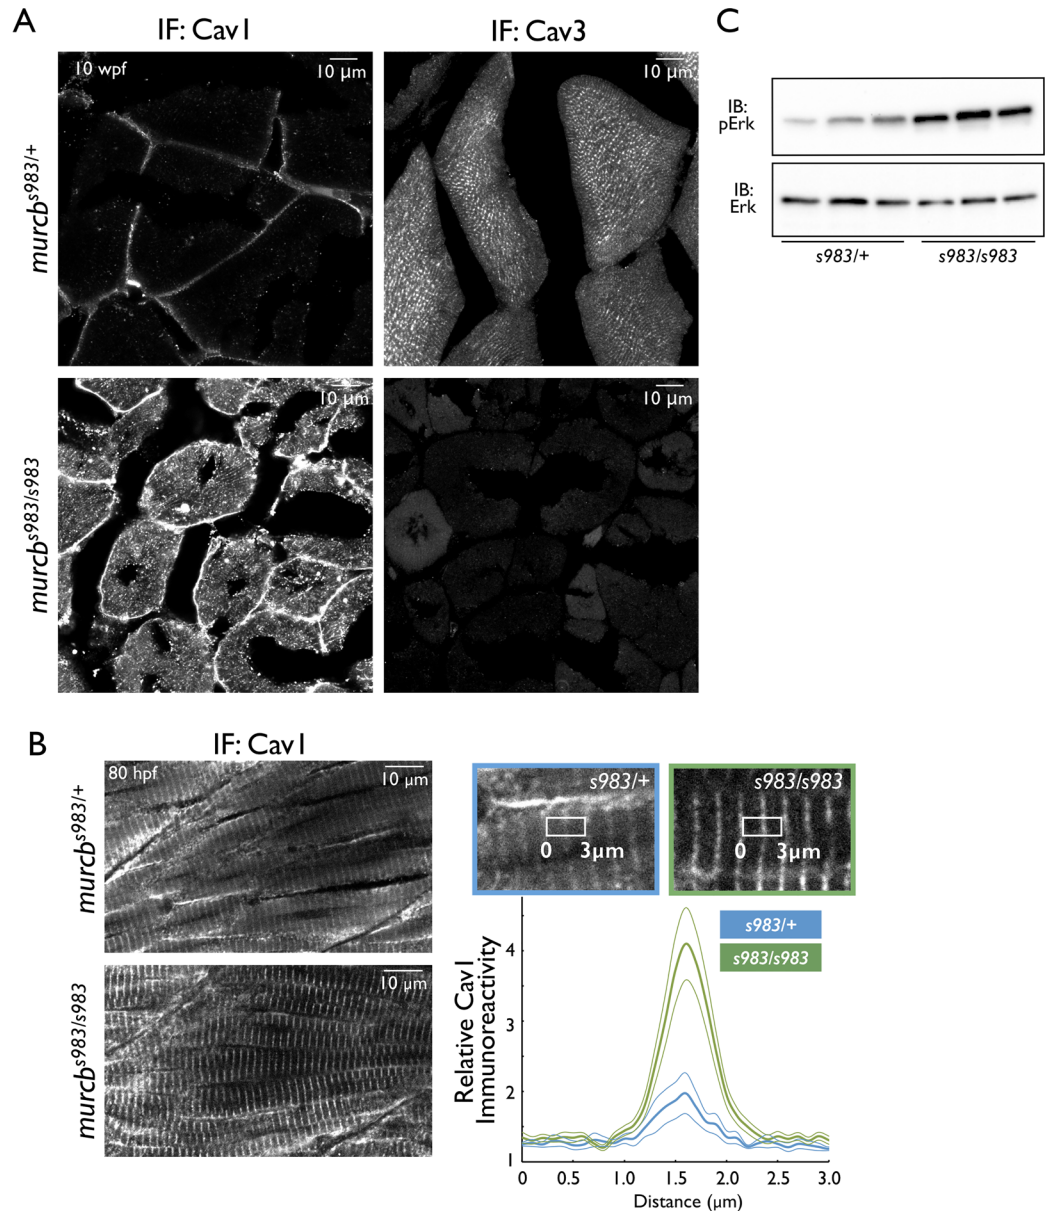 A
IF: Cav1
IF: Cav3
murcb^s983/+
10 wpf
10 µm
10 µm
murcb^s983/s983
10 µm
10 µm
C
IB:
pErk
IB:
Erk
s983/+
s983/s983
B
IF: Cav1
murcb^s983/+
80 hpf
10 µm
murcb^s983/s983
10 µm
s983/+
0
3µm
s983/s983
0
3µm
s983/+
s983/s983
Relative Cav1
Immunoreactivity
4
3
2
1
0
0.5
1.0
1.5
2.0
2.5
3.0
Distance (µm)